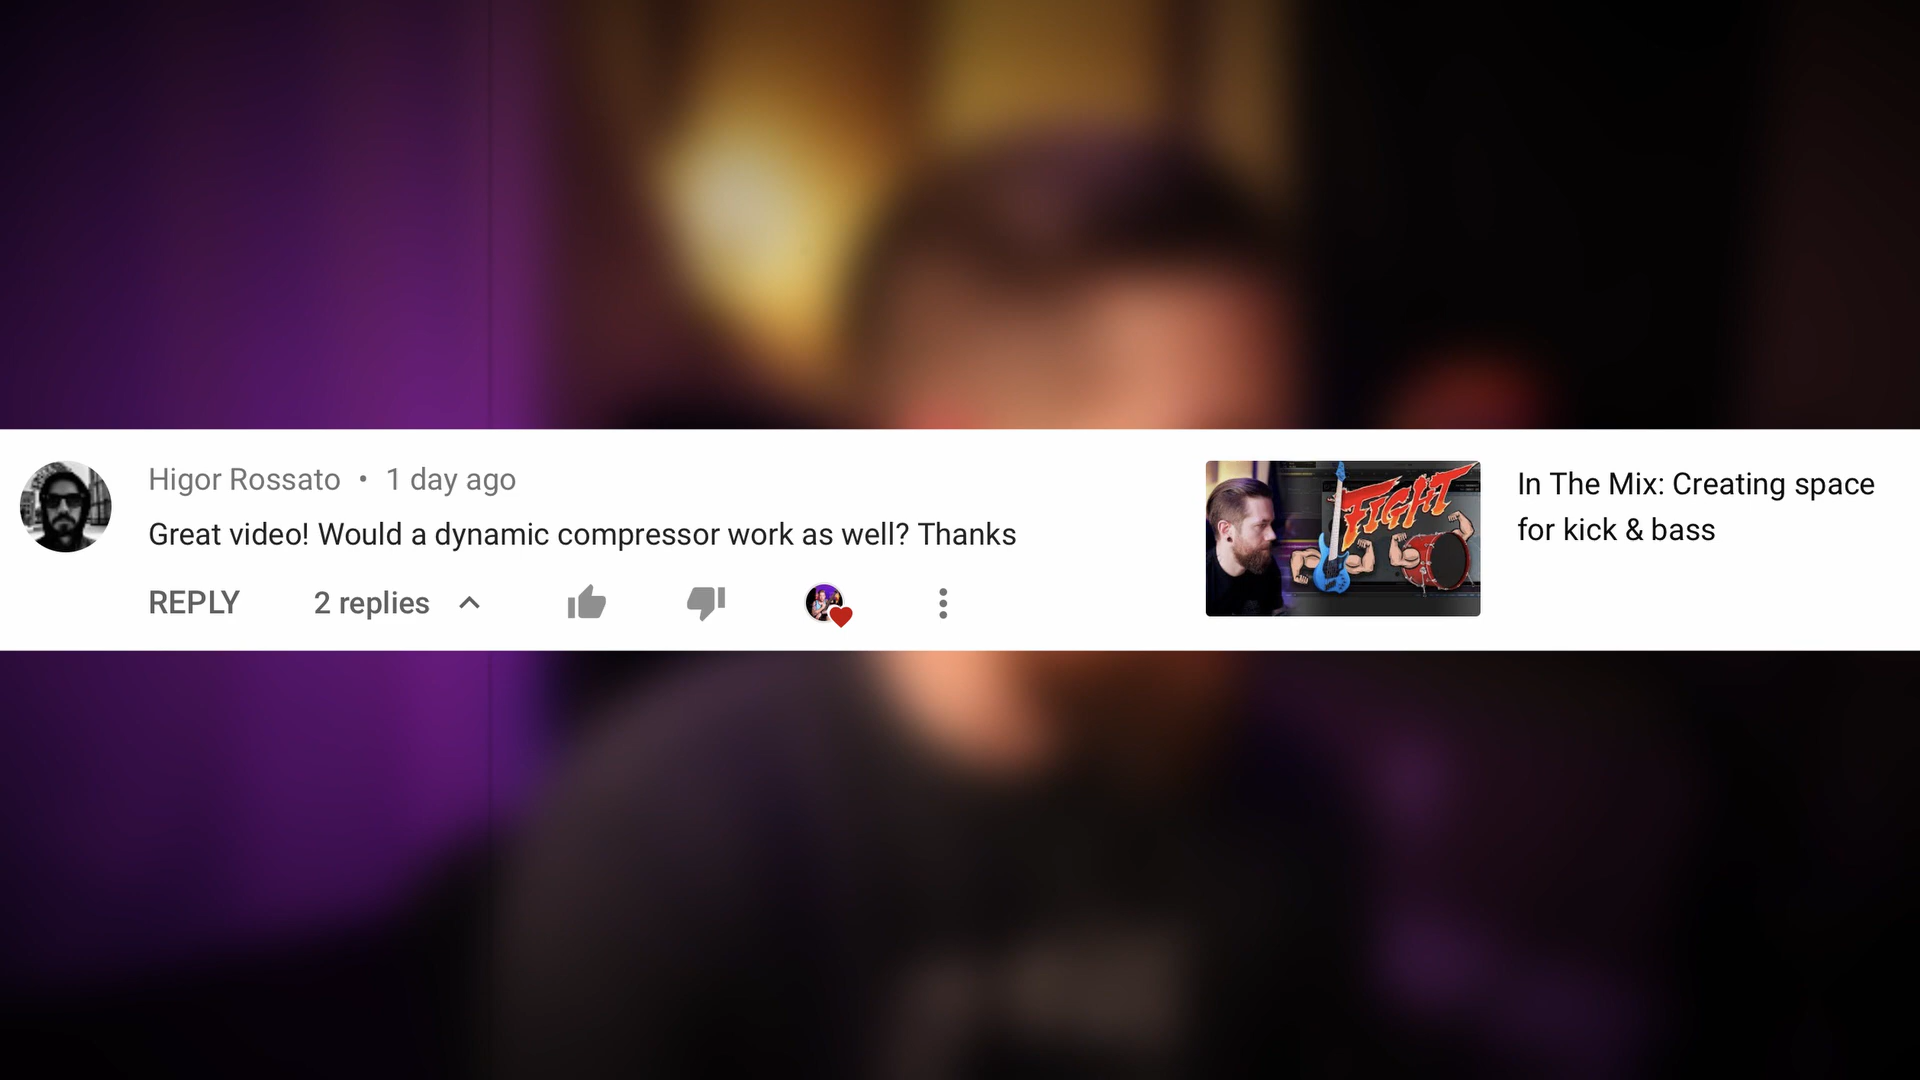 Higor Rossato • 1 day ago
Great video! Would a dynamic compressor work as well? Thanks
REPLY
2 replies
FIGHT
In The Mix: Creating space
for kick & bass